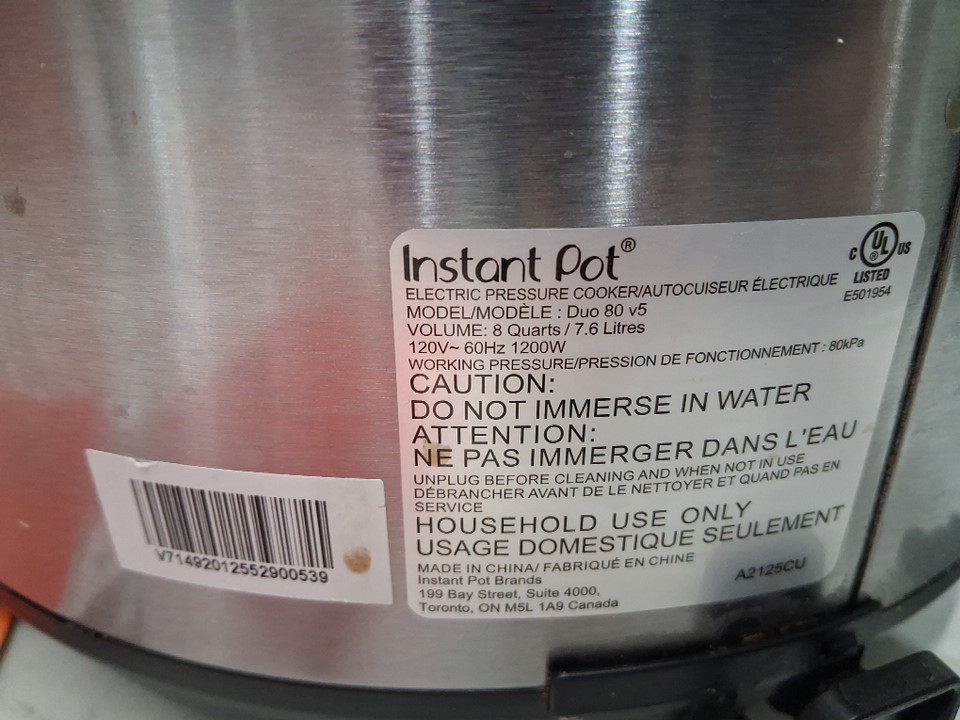 Instant Pot®
C UL ® US
LISTED
E501954
ELECTRIC PRESSURE COOKER/AUTOCUISEUR ÉLECTRIQUE
MODEL/MODÈLE : Duo 80 v5
VOLUME: 8 Quarts / 7.6 Litres
120V~ 60Hz 1200W
WORKING PRESSURE/PRESSION DE FONCTIONNEMENT : 80kPa
CAUTION:
DO NOT IMMERSE IN WATER
ATTENTION:
NE PAS IMMERGER DANS L'EAU
UNPLUG BEFORE CLEANING AND WHEN NOT IN USE
DÉBRANCHER AVANT DE LE NETTOYER ET QUAND PAS EN
SERVICE
HOUSEHOLD USE ONLY
USAGE DOMESTIQUE SEULEMENT
MADE IN CHINA/ FABRIQUÉ EN CHINE
Instant Pot Brands
199 Bay Street, Suite 4000,
Toronto, ON M5L 1A9 Canada
A2125CU
V71492012552900539